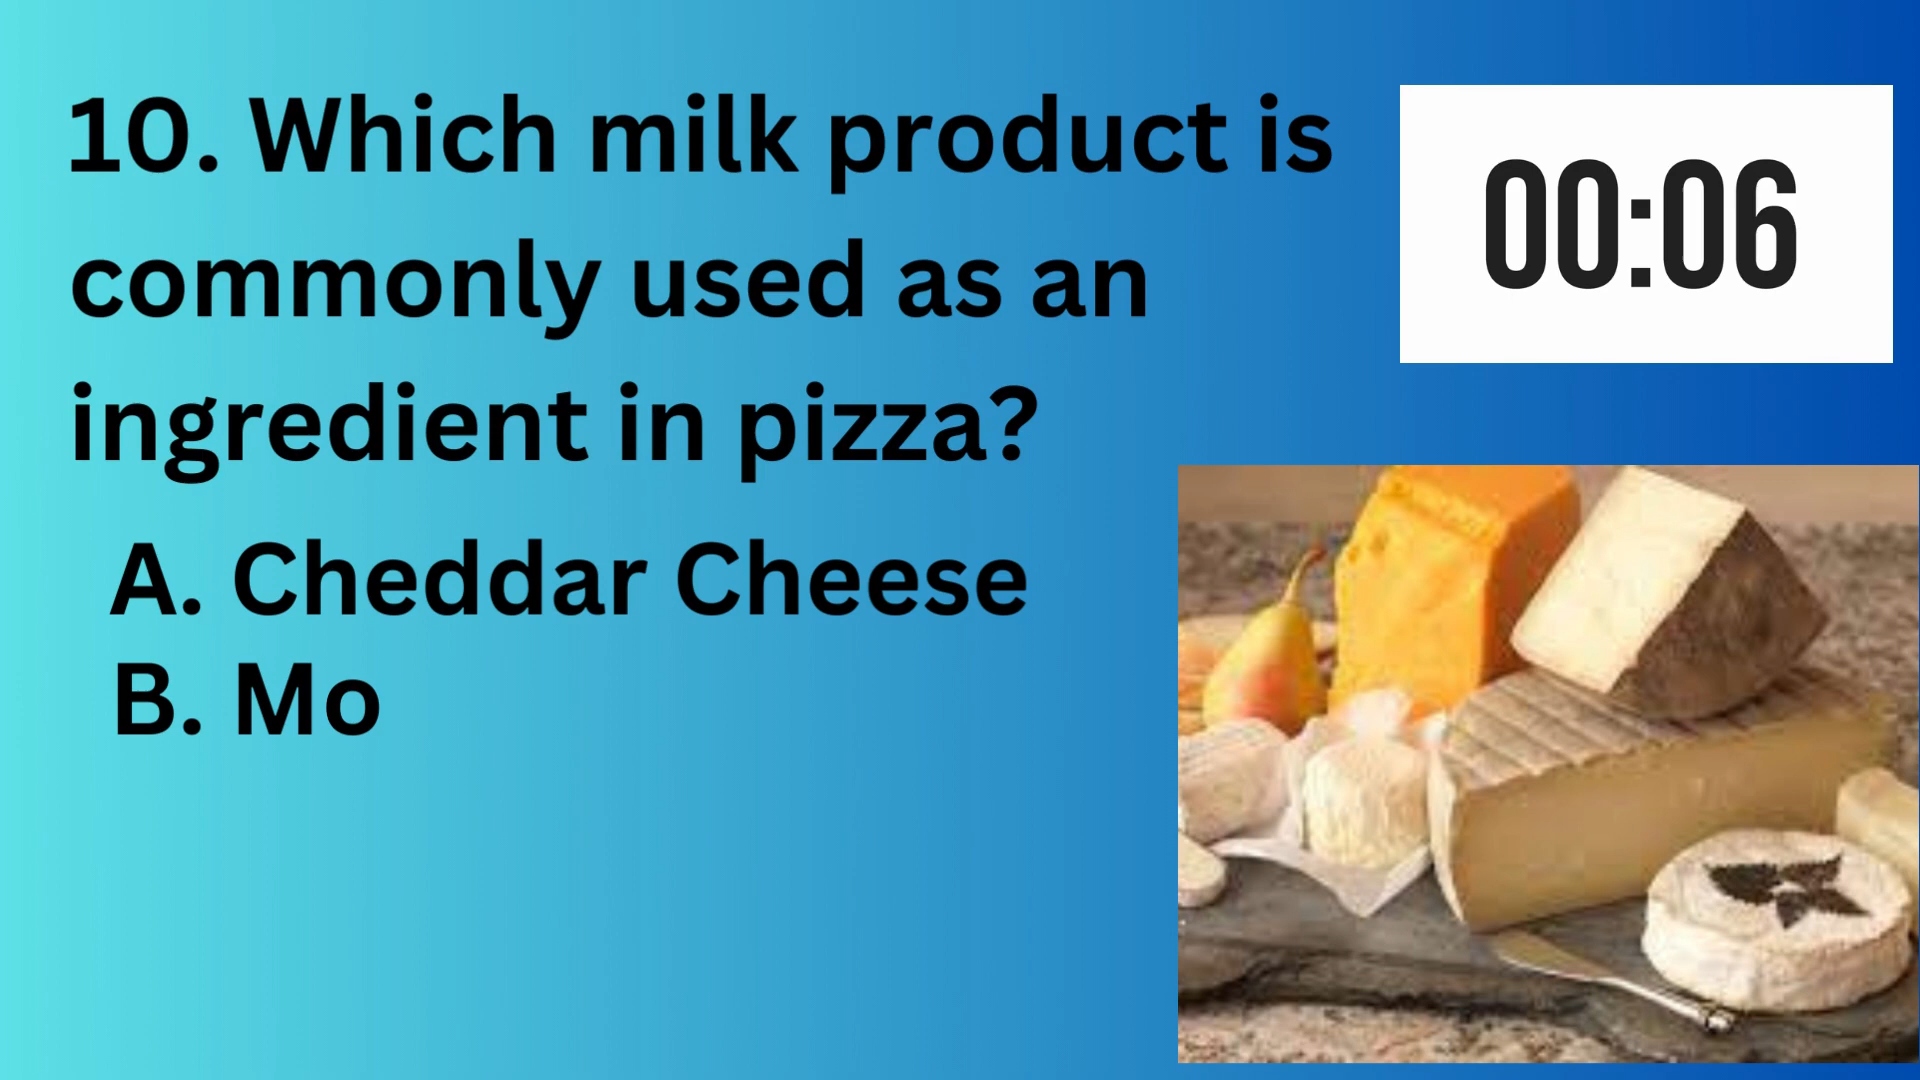 10. Which milk product is
commonly used as an
ingredient in pizza?
A. Cheddar Cheese
B. Mo
00:06